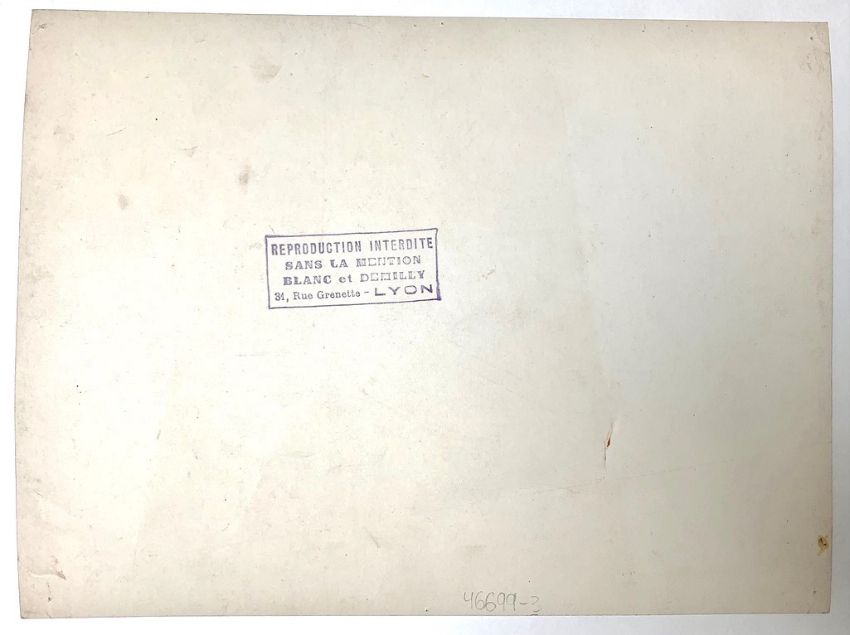 REPRODUCTION INTERDITE
SANS LA MENTION
BLANC et DEMILLY
31, Rue Grenette - LYON
46699-3